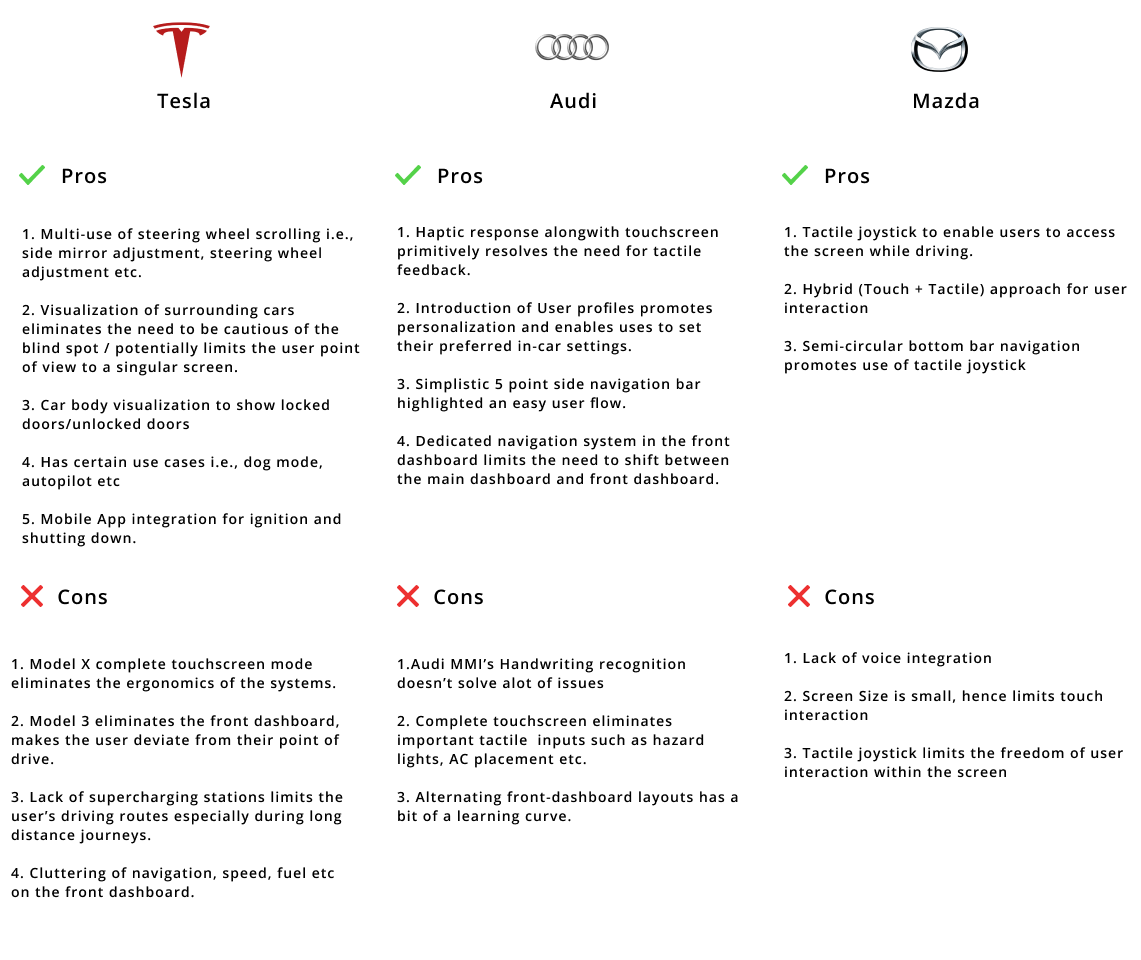 Tesla
Audi
Mazda
Pros
1. Multi-use of steering wheel scrolling i.e.,
side mirror adjustment, steering wheel
adjustment etc.
2. Visualization of surrounding cars
eliminates the need to be cautious of the
blind spot / potentially limits the user point
of view to a singular screen.
3. Car body visualization to show locked
doors/unlocked doors
4. Has certain use cases i.e., dog mode,
autopilot etc
5. Mobile App integration for ignition and
shutting down.
Pros
1. Haptic response alongwith touchscreen
primitively resolves the need for tactile
feedback.
2. Introduction of User profiles promotes
personalization and enables uses to set
their preferred in-car settings.
3. Simplistic 5 point side navigation bar
highlighted an easy user flow.
4. Dedicated navigation system in the front
dashboard limits the need to shift between
the main dashboard and front dashboard.
Pros
1. Tactile joystick to enable users to access
the screen while driving.
2. Hybrid (Touch + Tactile) approach for user
interaction
3. Semi-circular bottom bar navigation
promotes use of tactile joystick
Cons
1. Model X complete touchscreen mode
eliminates the ergonomics of the systems.
2. Model 3 eliminates the front dashboard,
makes the user deviate from their point of
drive.
3. Lack of supercharging stations limits the
user's driving routes especially during long
distance journeys.
4. Cluttering of navigation, speed, fuel etc
on the front dashboard.
Cons
1.Audi MMI's Handwriting recognition
doesn't solve alot of issues
2. Complete touchscreen eliminates
important tactile  inputs such as hazard
lights, AC placement etc.
3. Alternating front-dashboard layouts has a
bit of a learning curve.
Cons
1. Lack of voice integration
2. Screen Size is small, hence limits touch
interaction
3. Tactile joystick limits the freedom of user
interaction within the screen